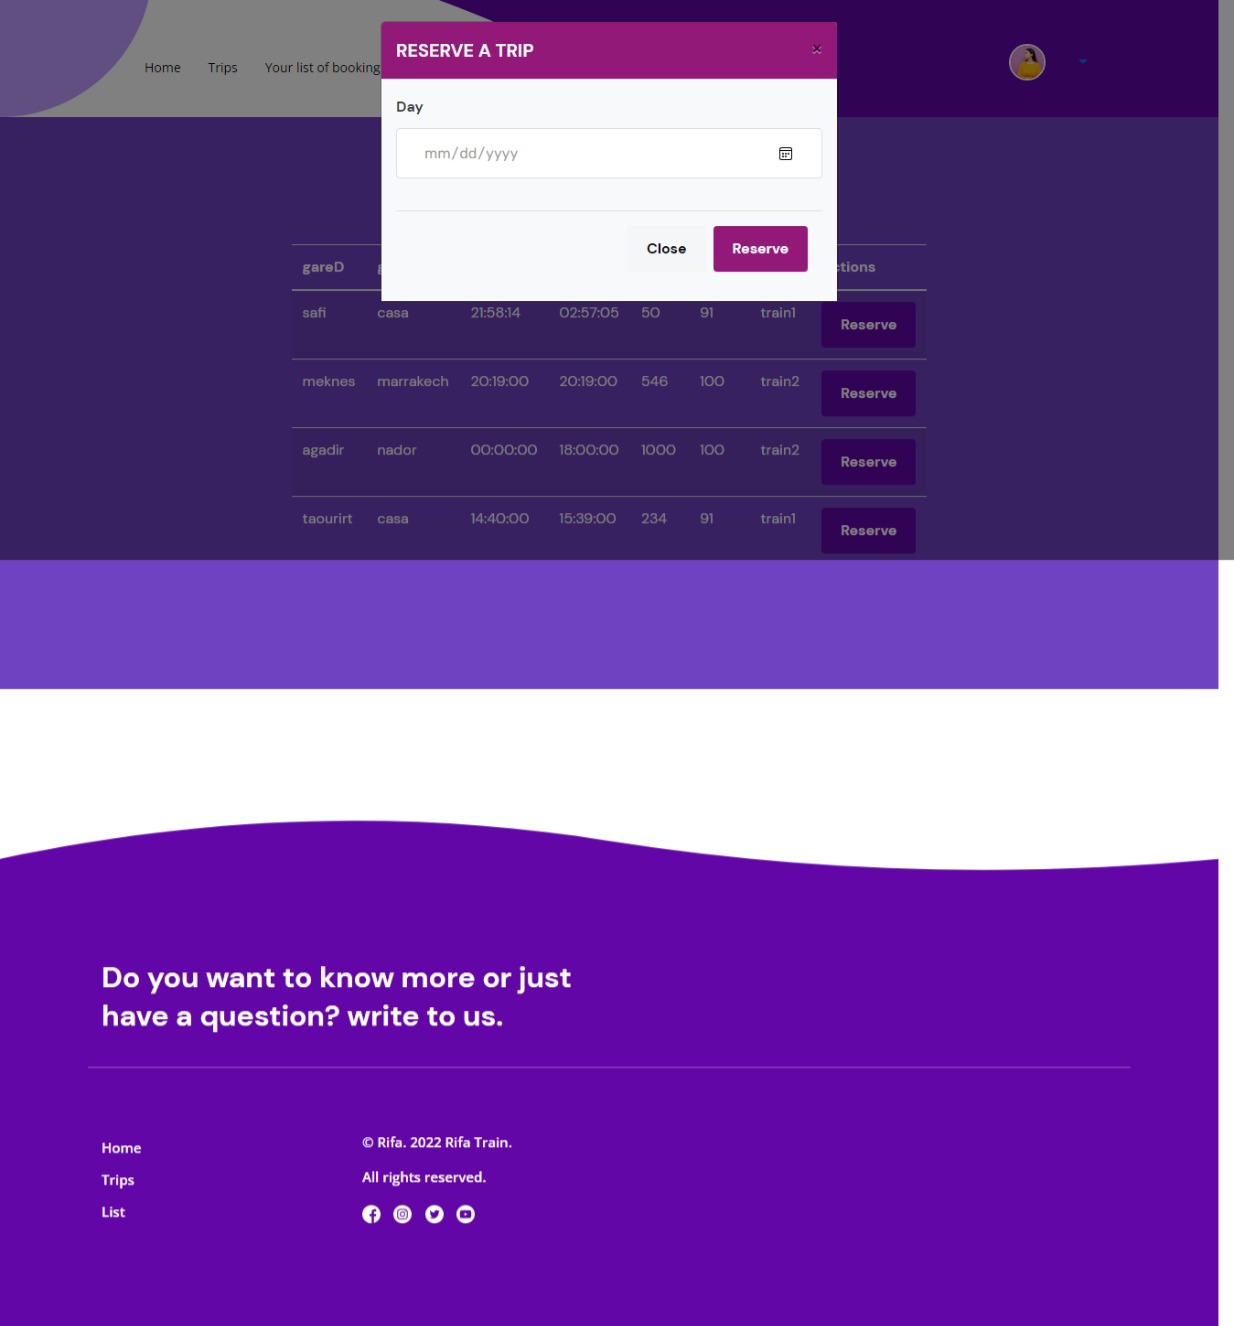 RESERVE A TRIP ×
Home Trips Your list of booking
Day
mm/dd/yyyy
Close Reserve
gareD ctions
safi casa 21:58:14 02:57:05 50 91 train1 Reserve
meknes marrakech 20:19:00 20:19:00 546 100 train2 Reserve
agadir nador 00:00:00 18:00:00 1000 100 train2 Reserve
taourirt casa 14:40:00 15:39:00 234 91 train1 Reserve
Do you want to know more or just
have a question? write to us.
Home
Trips
List
© Rifa. 2022 Rifa Train.
All rights reserved.